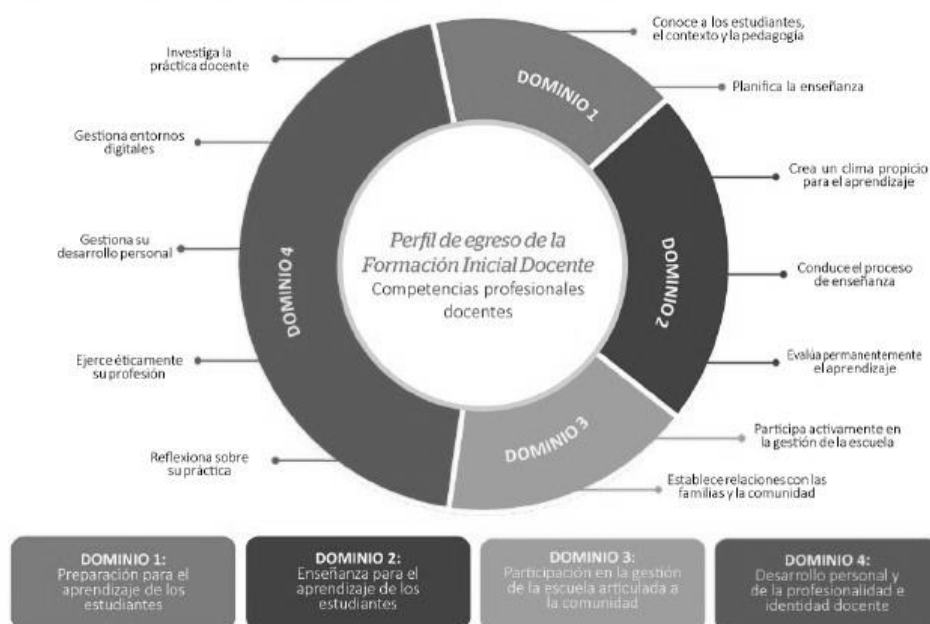 Conoce a los estudiantes,
el contexto y la pedagogía
Planifica la enseñanza
Crea un clima propicio
para el aprendizaje
Conduce el proceso
de enseñanza
Evalúa permanentemente
el aprendizaje
Participa activamente en
la gestión de la escuela
Establece relaciones con las
familias y la comunidad
Reflexiona sobre
su práctica
Ejerce éticamente
su profesión
Gestiona su
desarrollo personal
Gestiona entornos
digitales
Investiga la
práctica docente
DOMINIO 1
DOMINIO 2
DOMINIO 3
DOMINIO 4
Perfil de egreso de la
Formación Inicial Docente
Competencias profesionales
docentes
DOMINIO 1:
Preparación para el
aprendizaje de los
estudiantes
DOMINIO 2:
Enseñanza para el
aprendizaje de los
estudiantes
DOMINIO 3:
Participación en la gestión
de la escuela articulada a
la comunidad
DOMINIO 4:
Desarrollo personal y
de la profesionalidad e
identidad docente